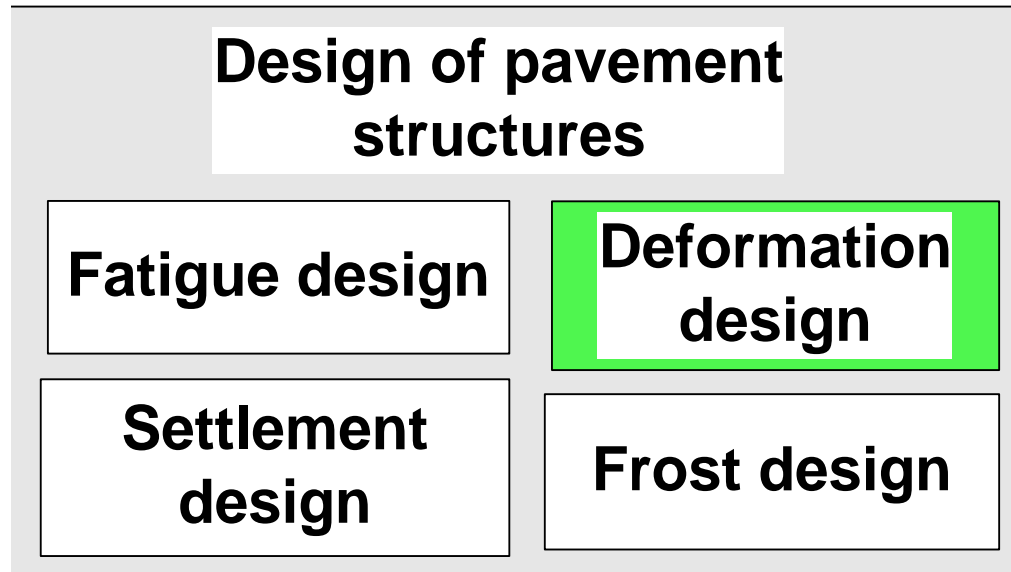 Design of pavement
structures
Fatigue design
Deformation
design
Settlement
design
Frost design